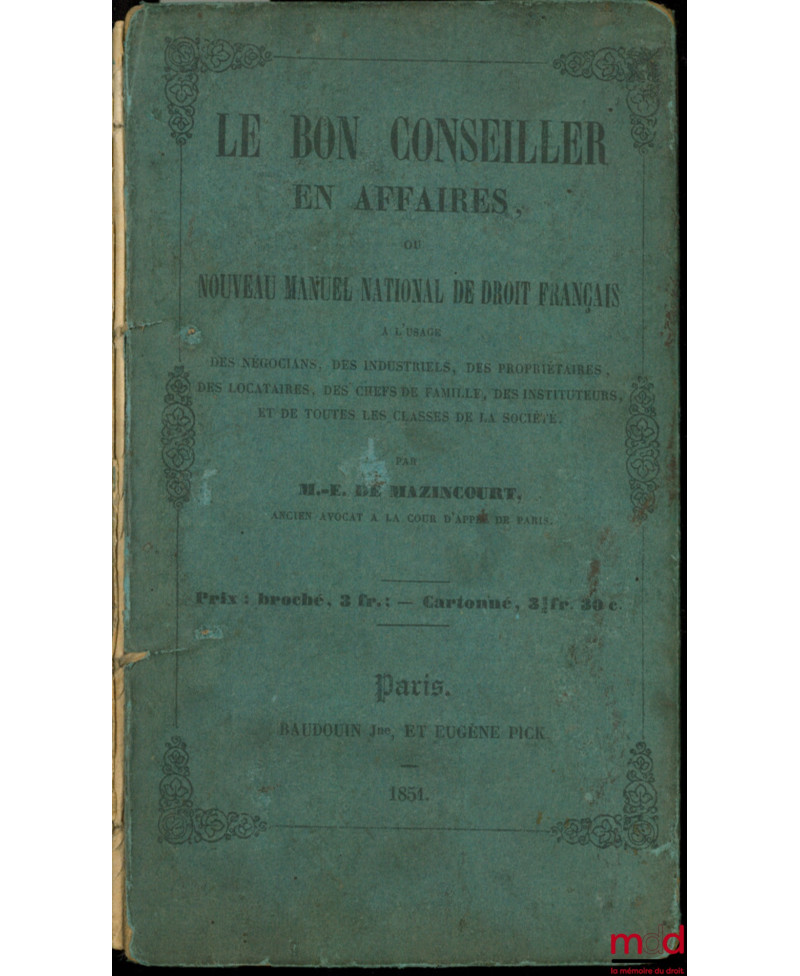 LE BON CONSEILLER
EN AFFAIRES,
OU
NOUVEAU MANUEL NATIONAL DE DROIT FRANÇAIS
A L'USAGE
DES NÉGOCIANS, DES INDUSTRIELS, DES PROPRIÉTAIRES,
DES LOCATAIRES, DES CHEFS DE FAMILLE, DES INSTITUTEURS,
ET DE TOUTES LES CLASSES DE LA SOCIÉTÉ.
PAR
M.-E. DE MAZINCOURT,
ANCIEN AVOCAT A LA COUR D'APPEL DE PARIS.
Prix : broché, 3 fr. ; — Cartonné, 3 fr. 30 c.
Paris.
BAUDOUIN Jne, ET EUGÈNE PICK
1851.
mdd
la mémoire du droit